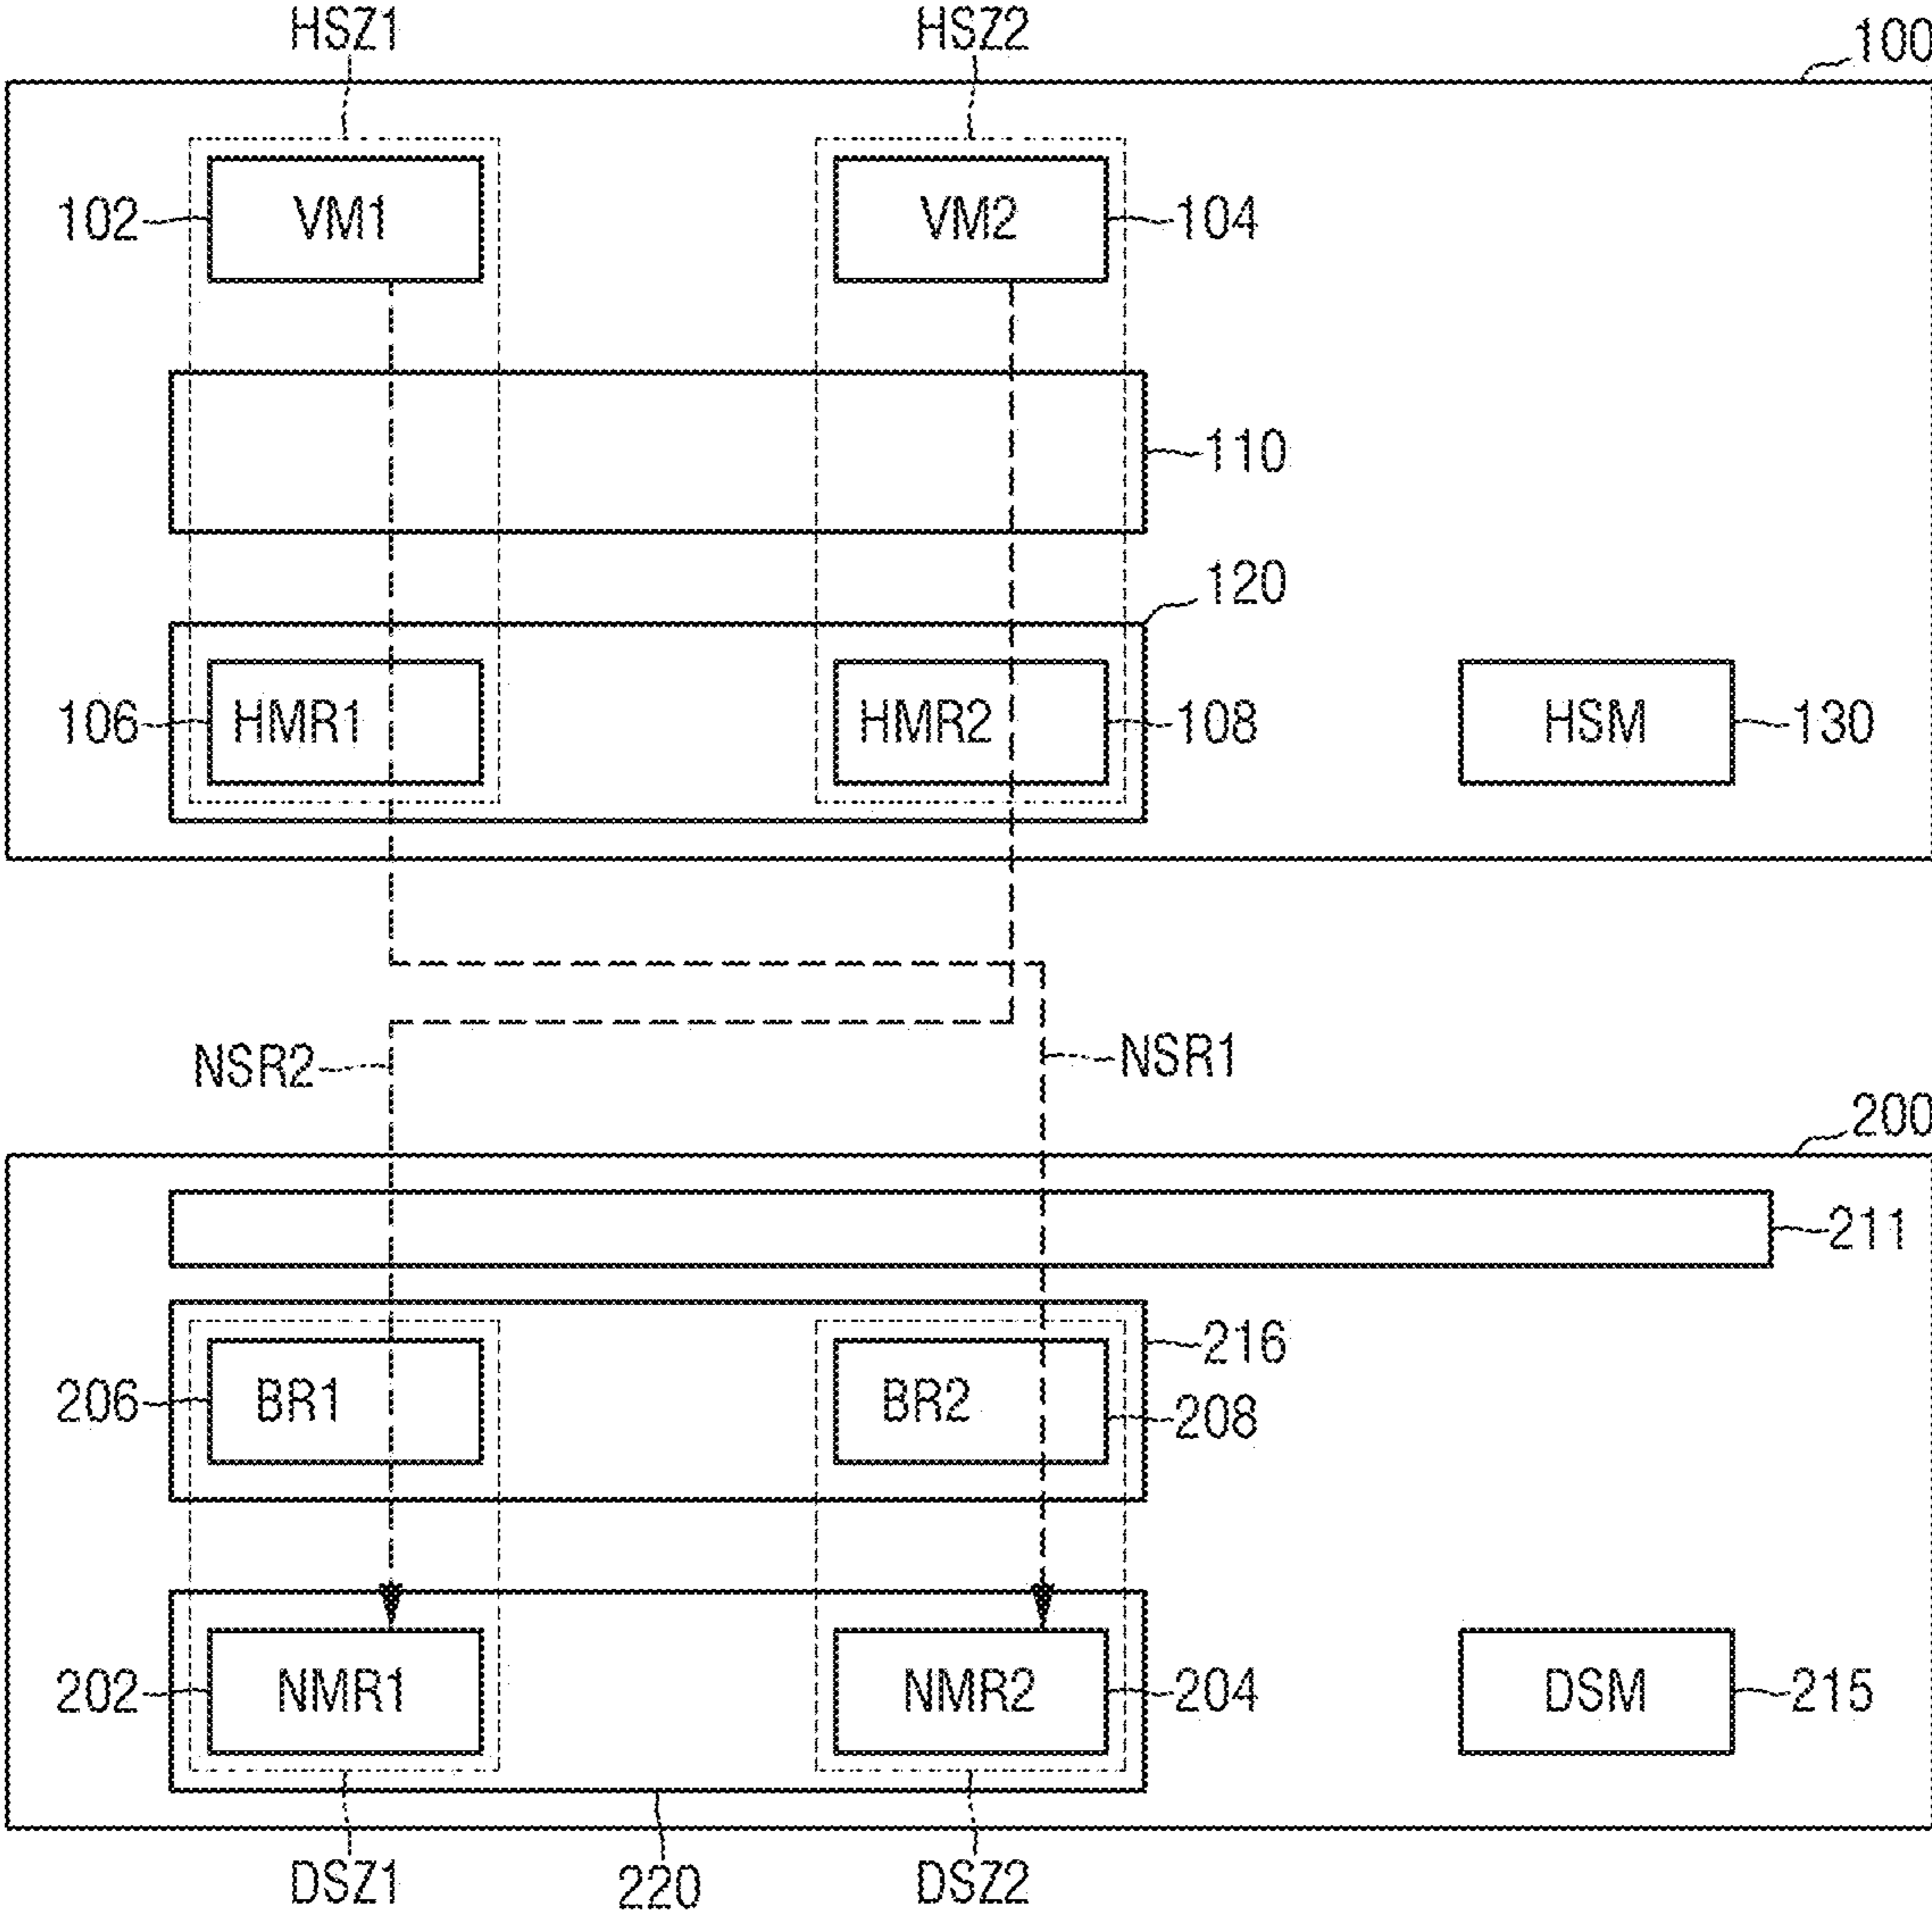 HSZ1 HSZ2
100
102 VM1 VM2 104
110
120
106 HMR1 HMR2 108 HSM 130
NSR2 NSR1
200
211
216
206 BR1 BR2 208
202 NMR1 NMR2 204 DSM 215
DSZ1 220 DSZ2